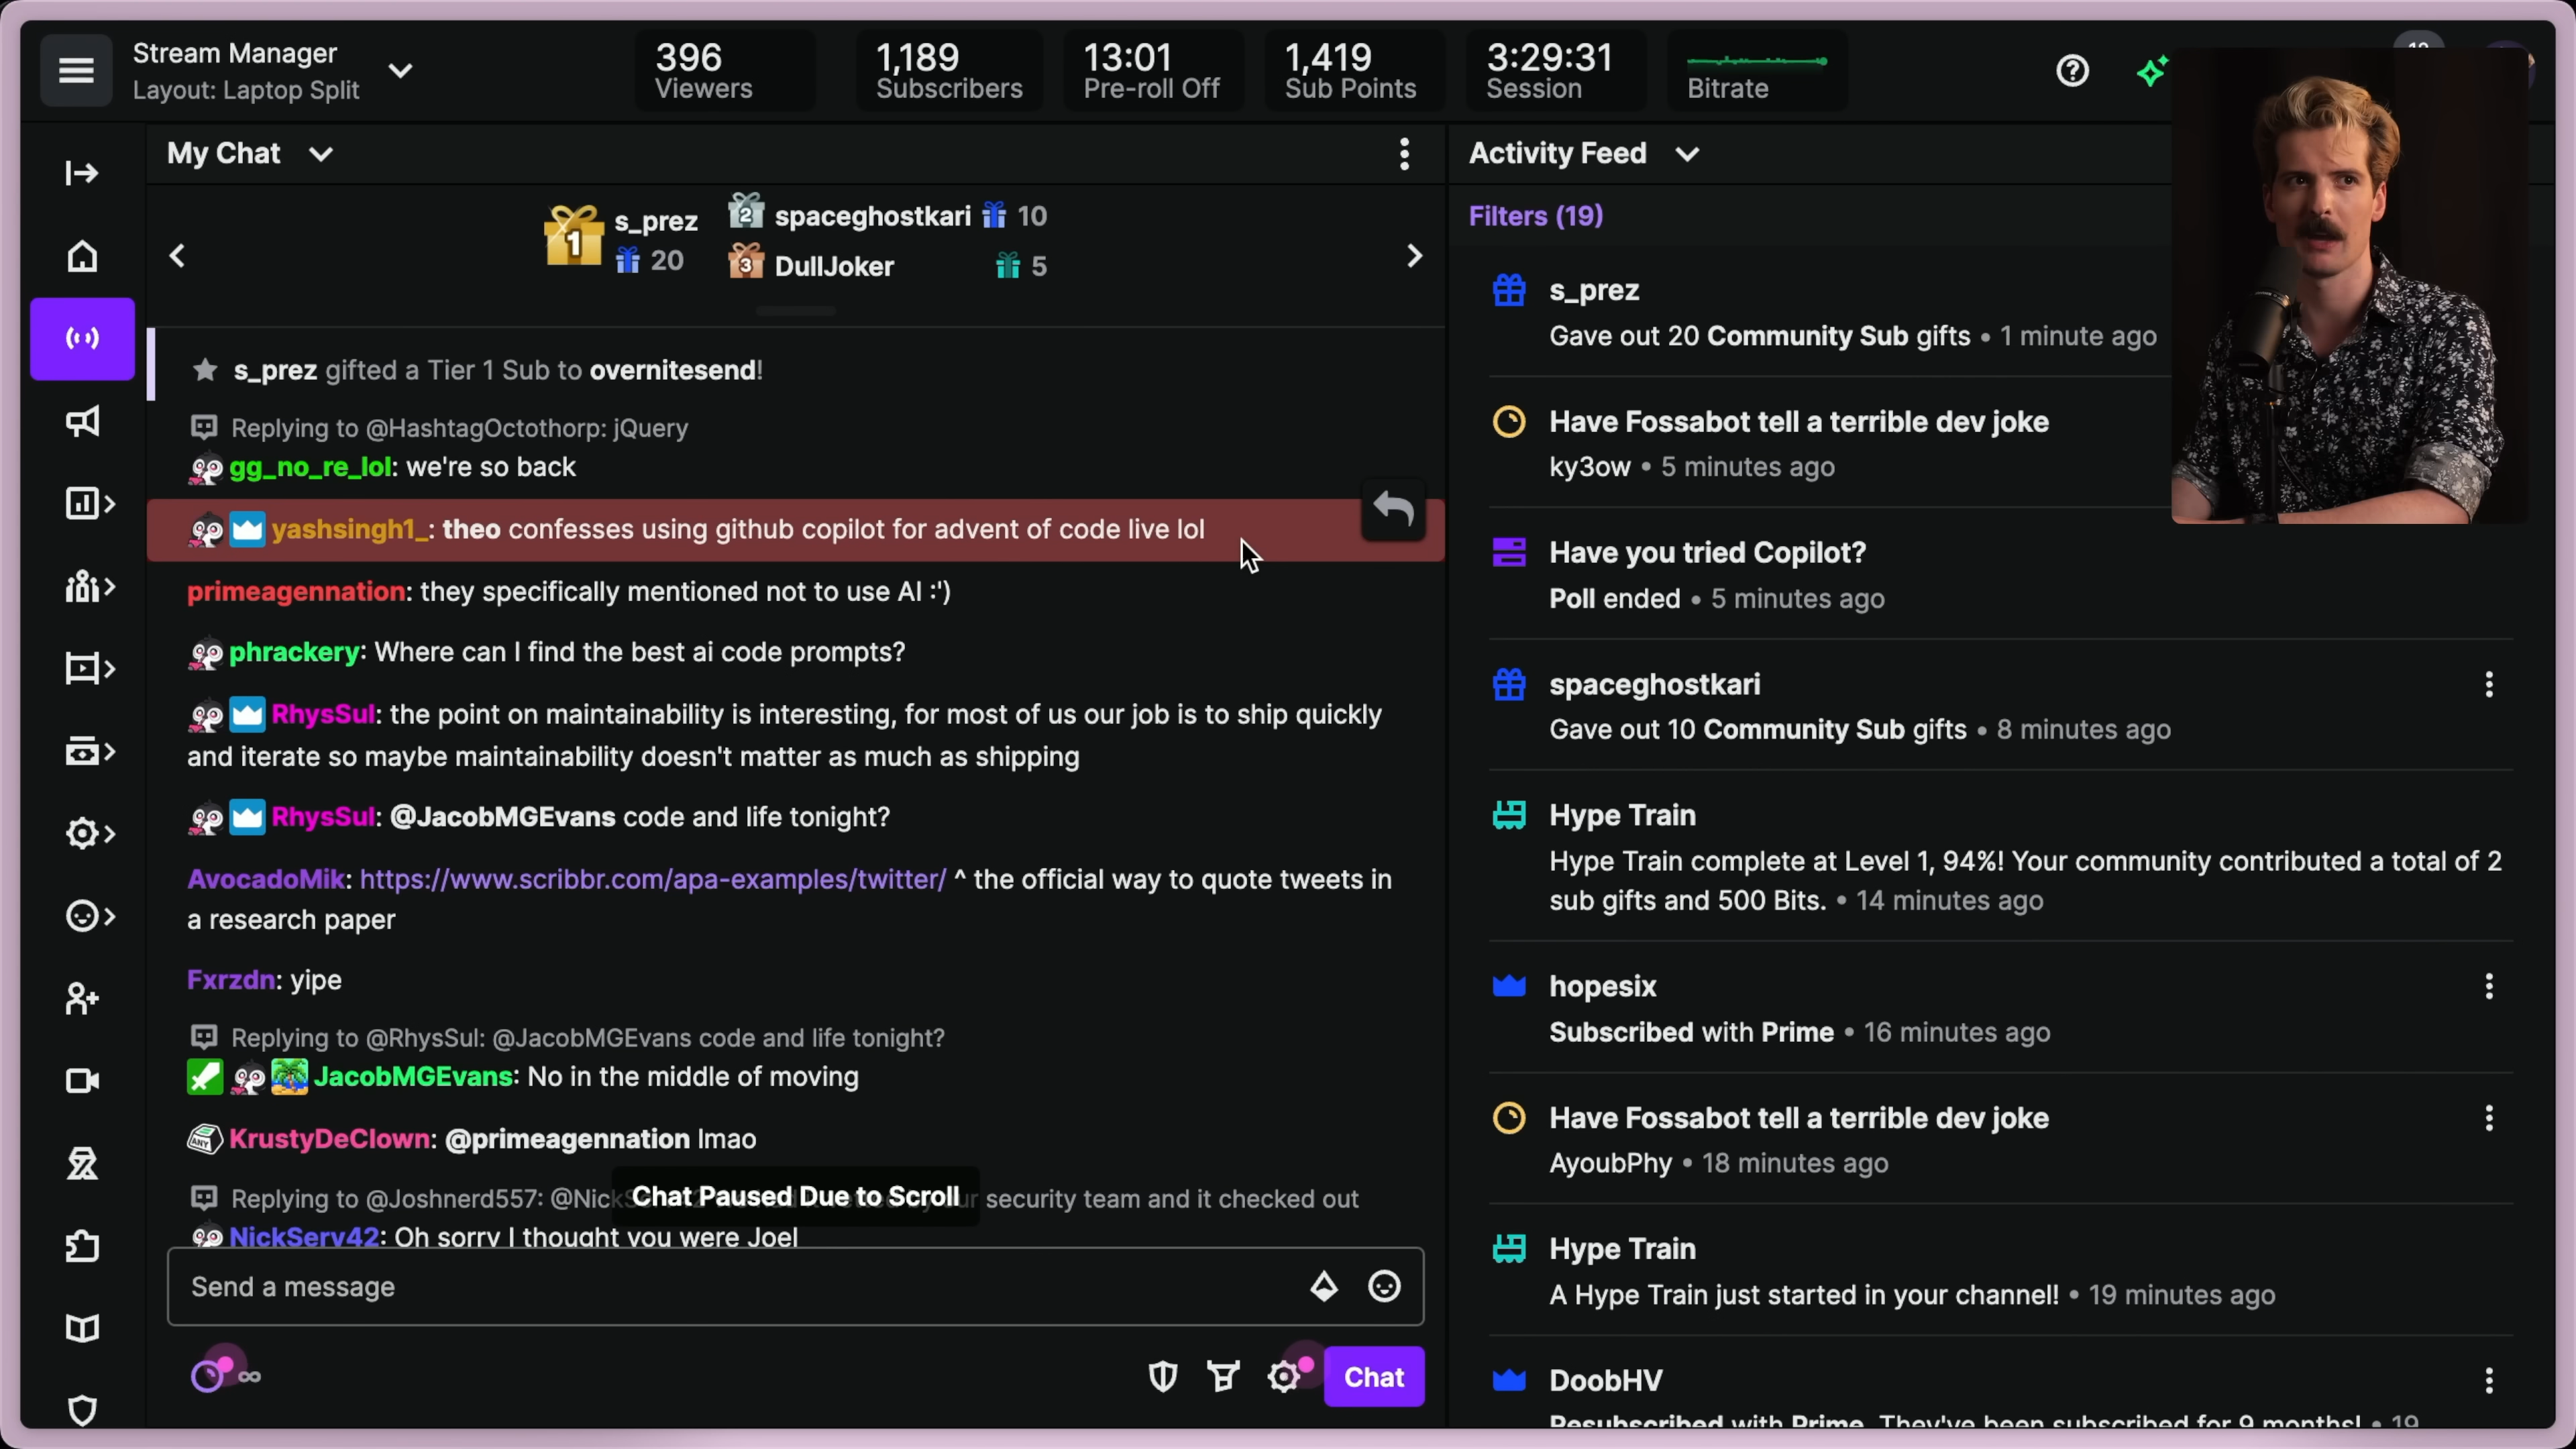 Stream Manager
Layout: Laptop Split
396
Viewers
1,189
Subscribers
13:01
Pre-roll Off
1,419
Sub Points
3:29:31
Session
Bitrate
My Chat
1
s_prez
20
2
spaceghostkari
10
3
DullJoker
5
s_prez gifted a Tier 1 Sub to overnitesend!
Replying to @HashtagOctothorp: jQuery
gg_no_re_lol: we're so back
yashsingh1_: theo confesses using github copilot for advent of code live lol
primeagennation: they specifically mentioned not to use AI :')
phrackery: Where can I find the best ai code prompts?
RhysSul: the point on maintainability is interesting, for most of us our job is to ship quickly
and iterate so maybe maintainability doesn't matter as much as shipping
RhysSul: @JacobMGEvans code and life tonight?
AvocadoMik: https://www.scribbr.com/apa-examples/twitter/ ^ the official way to quote tweets in
a research paper
Fxrzdn: yipe
Replying to @RhysSul: @JacobMGEvans code and life tonight?
JacobMGEvans: No in the middle of moving
ANY
KrustyDeClown: @primeagennation lmao
Chat Paused Due to Scroll
Replying to @Joshnerd557: security team and it checked out
NickServ42: Oh sorry I thought you were Joel
Send a message
∞
Chat
Activity Feed
Filters (19)
s_prez
Gave out 20 Community Sub gifts • 1 minute ago
Have Fossabot tell a terrible dev joke
ky3ow • 5 minutes ago
Have you tried Copilot?
Poll ended • 5 minutes ago
spaceghostkari
Gave out 10 Community Sub gifts • 8 minutes ago
Hype Train
Hype Train complete at Level 1, 94%! Your community contributed a total of 2
sub gifts and 500 Bits. • 14 minutes ago
hopesix
Subscribed with Prime • 16 minutes ago
Have Fossabot tell a terrible dev joke
AyoubPhy • 18 minutes ago
Hype Train
A Hype Train just started in your channel! • 19 minutes ago
DoobHV
Resubscribed with Prime. They've been subscribed for 9 months! • 19